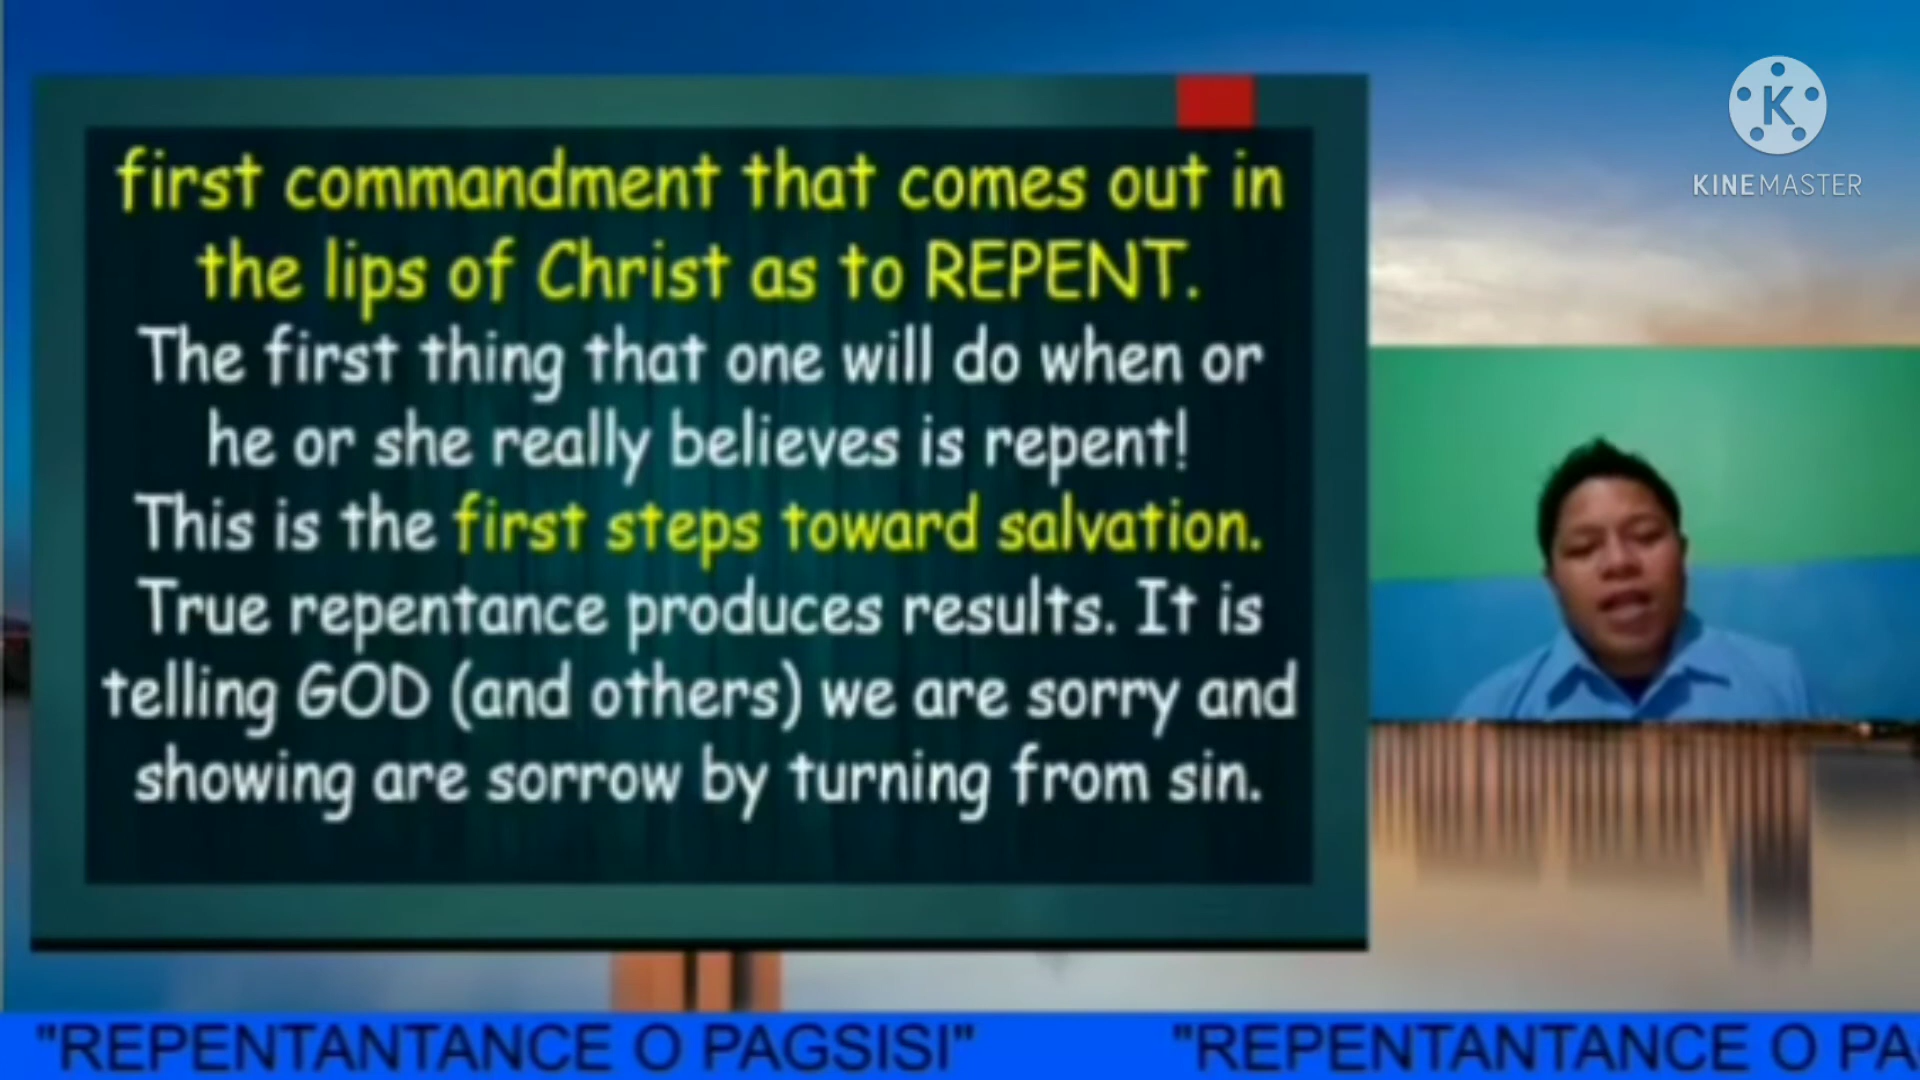 first commandment that comes out in
the lips of Christ as to REPENT.
The first thing that one will do when or
he or she really believes is repent!
This is the first steps toward salvation.
True repentance produces results. It is
telling GOD (and others) we are sorry and
showing are sorrow by turning from sin.
K
KINEMASTER
"REPENTANTANCE O PAGSISI" "REPENTANTANCE O PA